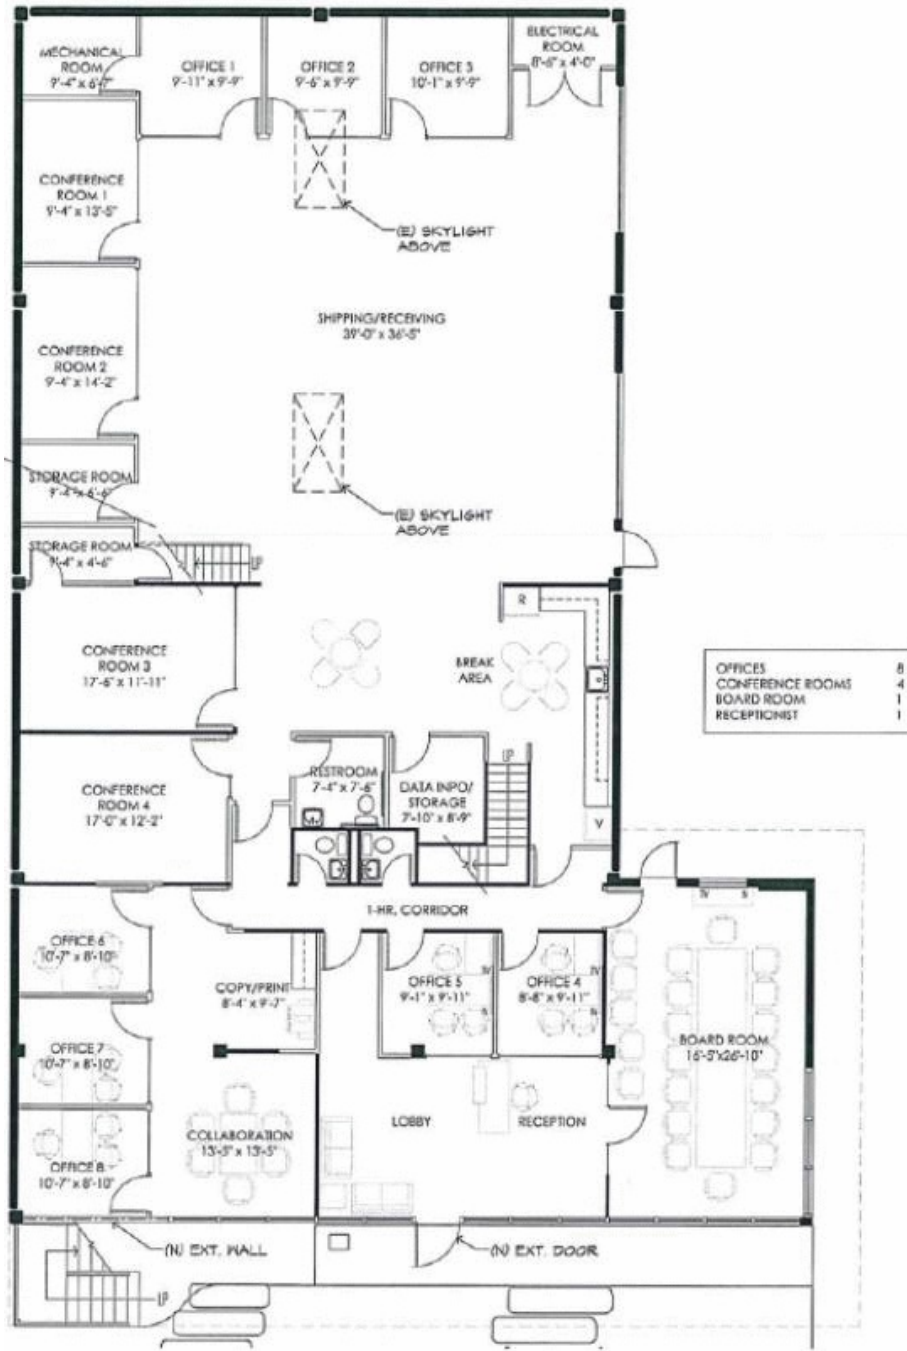 MECHANICAL
ROOM
9'-4" x 6'-7"
OFFICE 1
9'-11" x 9'-9"
OFFICE 2
9'-6" x 9'-9"
OFFICE 3
10'-1" x 9'-9"
ELECTRICAL
ROOM
8'-6" x 4'-0"
CONFERENCE
ROOM 1
9'-4" x 13'-5"
(E) SKYLIGHT
ABOVE
SHIPPING/RECEIVING
39'-0" x 36'-5"
CONFERENCE
ROOM 2
9'-4" x 14'-2"
STORAGE ROOM
9'-4" x 6'-6"
(E) SKYLIGHT
ABOVE
STORAGE ROOM
9'-4" x 4'-6"
UP
R
CONFERENCE
ROOM 3
17'-6" x 11'-11"
BREAK
AREA
OFFICES 8
CONFERENCE ROOMS 4
BOARD ROOM 1
RECEPTIONIST 1
UP
RESTROOM
7'-4" x 7'-6"
DATA INFO/
STORAGE
7'-10" x 8'-9"
CONFERENCE
ROOM 4
17'-0" x 12'-2"
V
1-HR. CORRIDOR
TV
OFFICE 6
10'-7" x 8'-10"
COPY/PRINT
8'-4" x 9'-7"
OFFICE 5
9'-1" x 9'-11"
TV
OFFICE 4
8'-8" x 9'-11"
TV
OFFICE 7
10'-7" x 8'-10"
BOARD ROOM
16'-5"x26'-10"
LOBBY
RECEPTION
COLLABORATION
13'-5" x 13'-5"
OFFICE 8
10'-7" x 8'-10"
(N) EXT. WALL
(N) EXT. DOOR
UP